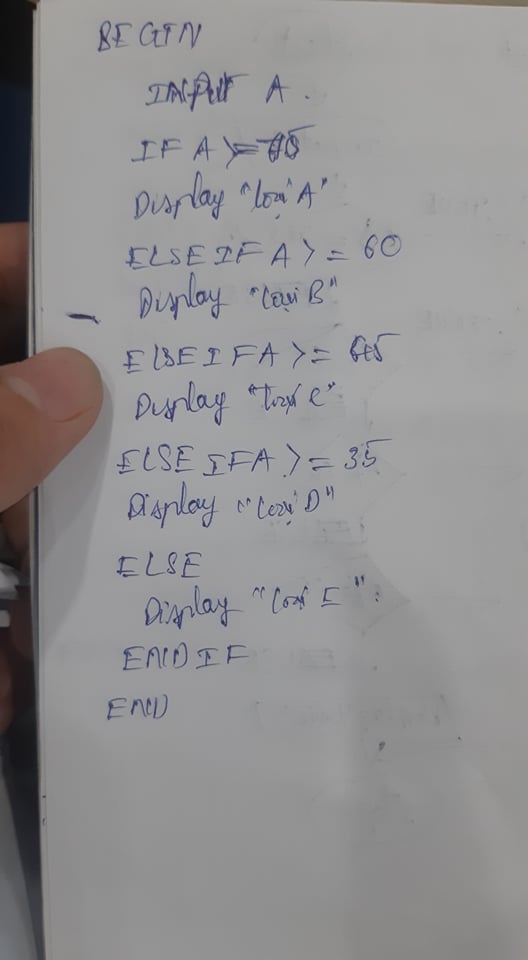 BEGIN
INPUT A.
IF A >= 75
Display "loại A"
ELSE IF A >= 60
Display "loại B"
ELSE IF A >= 45
Display "loại C"
ELSE IF A >= 35
Display "loại D"
ELSE
Display "loại E".
END IF
END